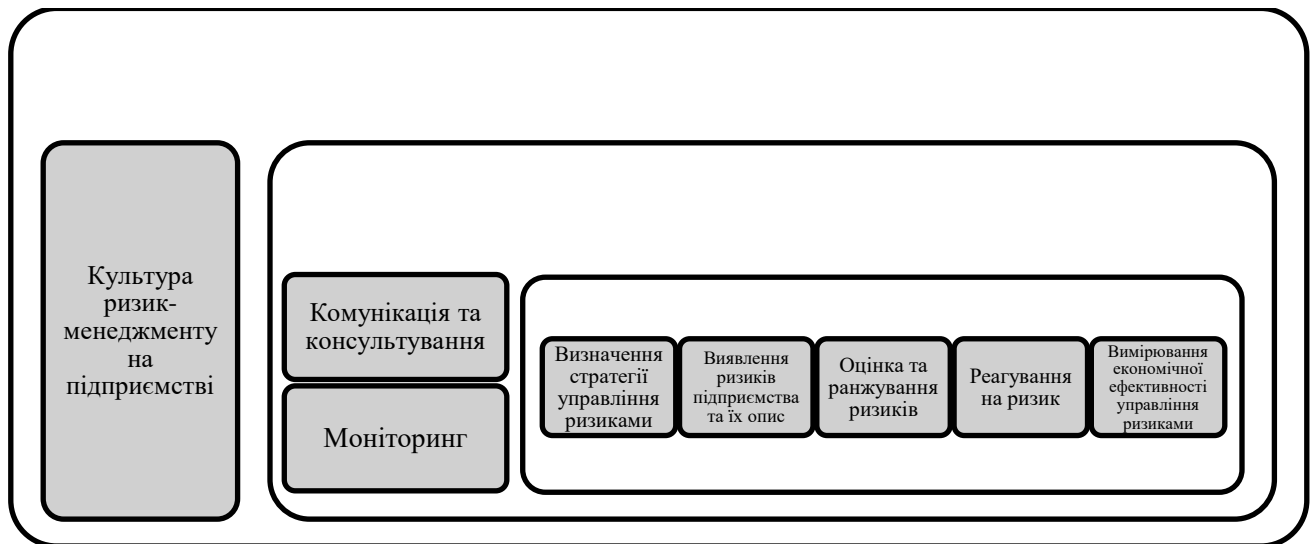 Культура
ризик-
менеджменту
на
підприємстві
Комунікація та
консультування
Моніторинг
Визначення
стратегії
управління
ризиками
Виявлення
ризиків
підприємства
та їх опис
Оцінка та
ранжування
ризиків
Реагування
на ризик
Вимірювання
економічної
ефективності
управління
ризиками